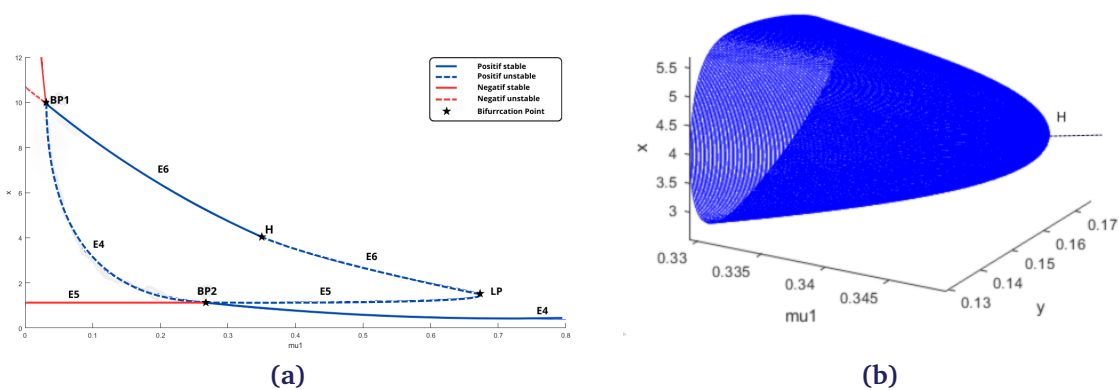 12
10
8
6
4
2
0
x
0
0.1
0.2
0.3
0.4
0.5
0.6
0.7
0.8
mu1
BP1
E6
H
E6
E4
BP2
E5
E5
LP
E4
Positif stable
Positif unstable
Negatif stable
Negatif unstable
Bifurrcation Point
(a)
5.5
5
4.5
4
3.5
3
x
H
0.33
0.335
0.34
0.345
mu1
0.13
0.14
0.15
0.16
0.17
y
(b)